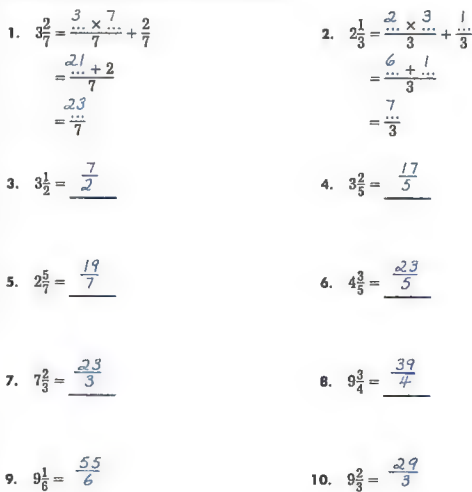 1. 3 2/7 = (3 × 7)/7 + 2/7
= (21 + 2)/7
= 23/7
2. 2 1/3 = (2 × 3)/3 + 1/3
= (6 + 1)/3
= 7/3
3. 3 1/2 = 7/2
4. 3 2/5 = 17/5
5. 2 5/7 = 19/7
6. 4 3/5 = 23/5
7. 7 2/3 = 23/3
8. 9 3/4 = 39/4
9. 9 1/6 = 55/6
10. 9 2/3 = 29/3